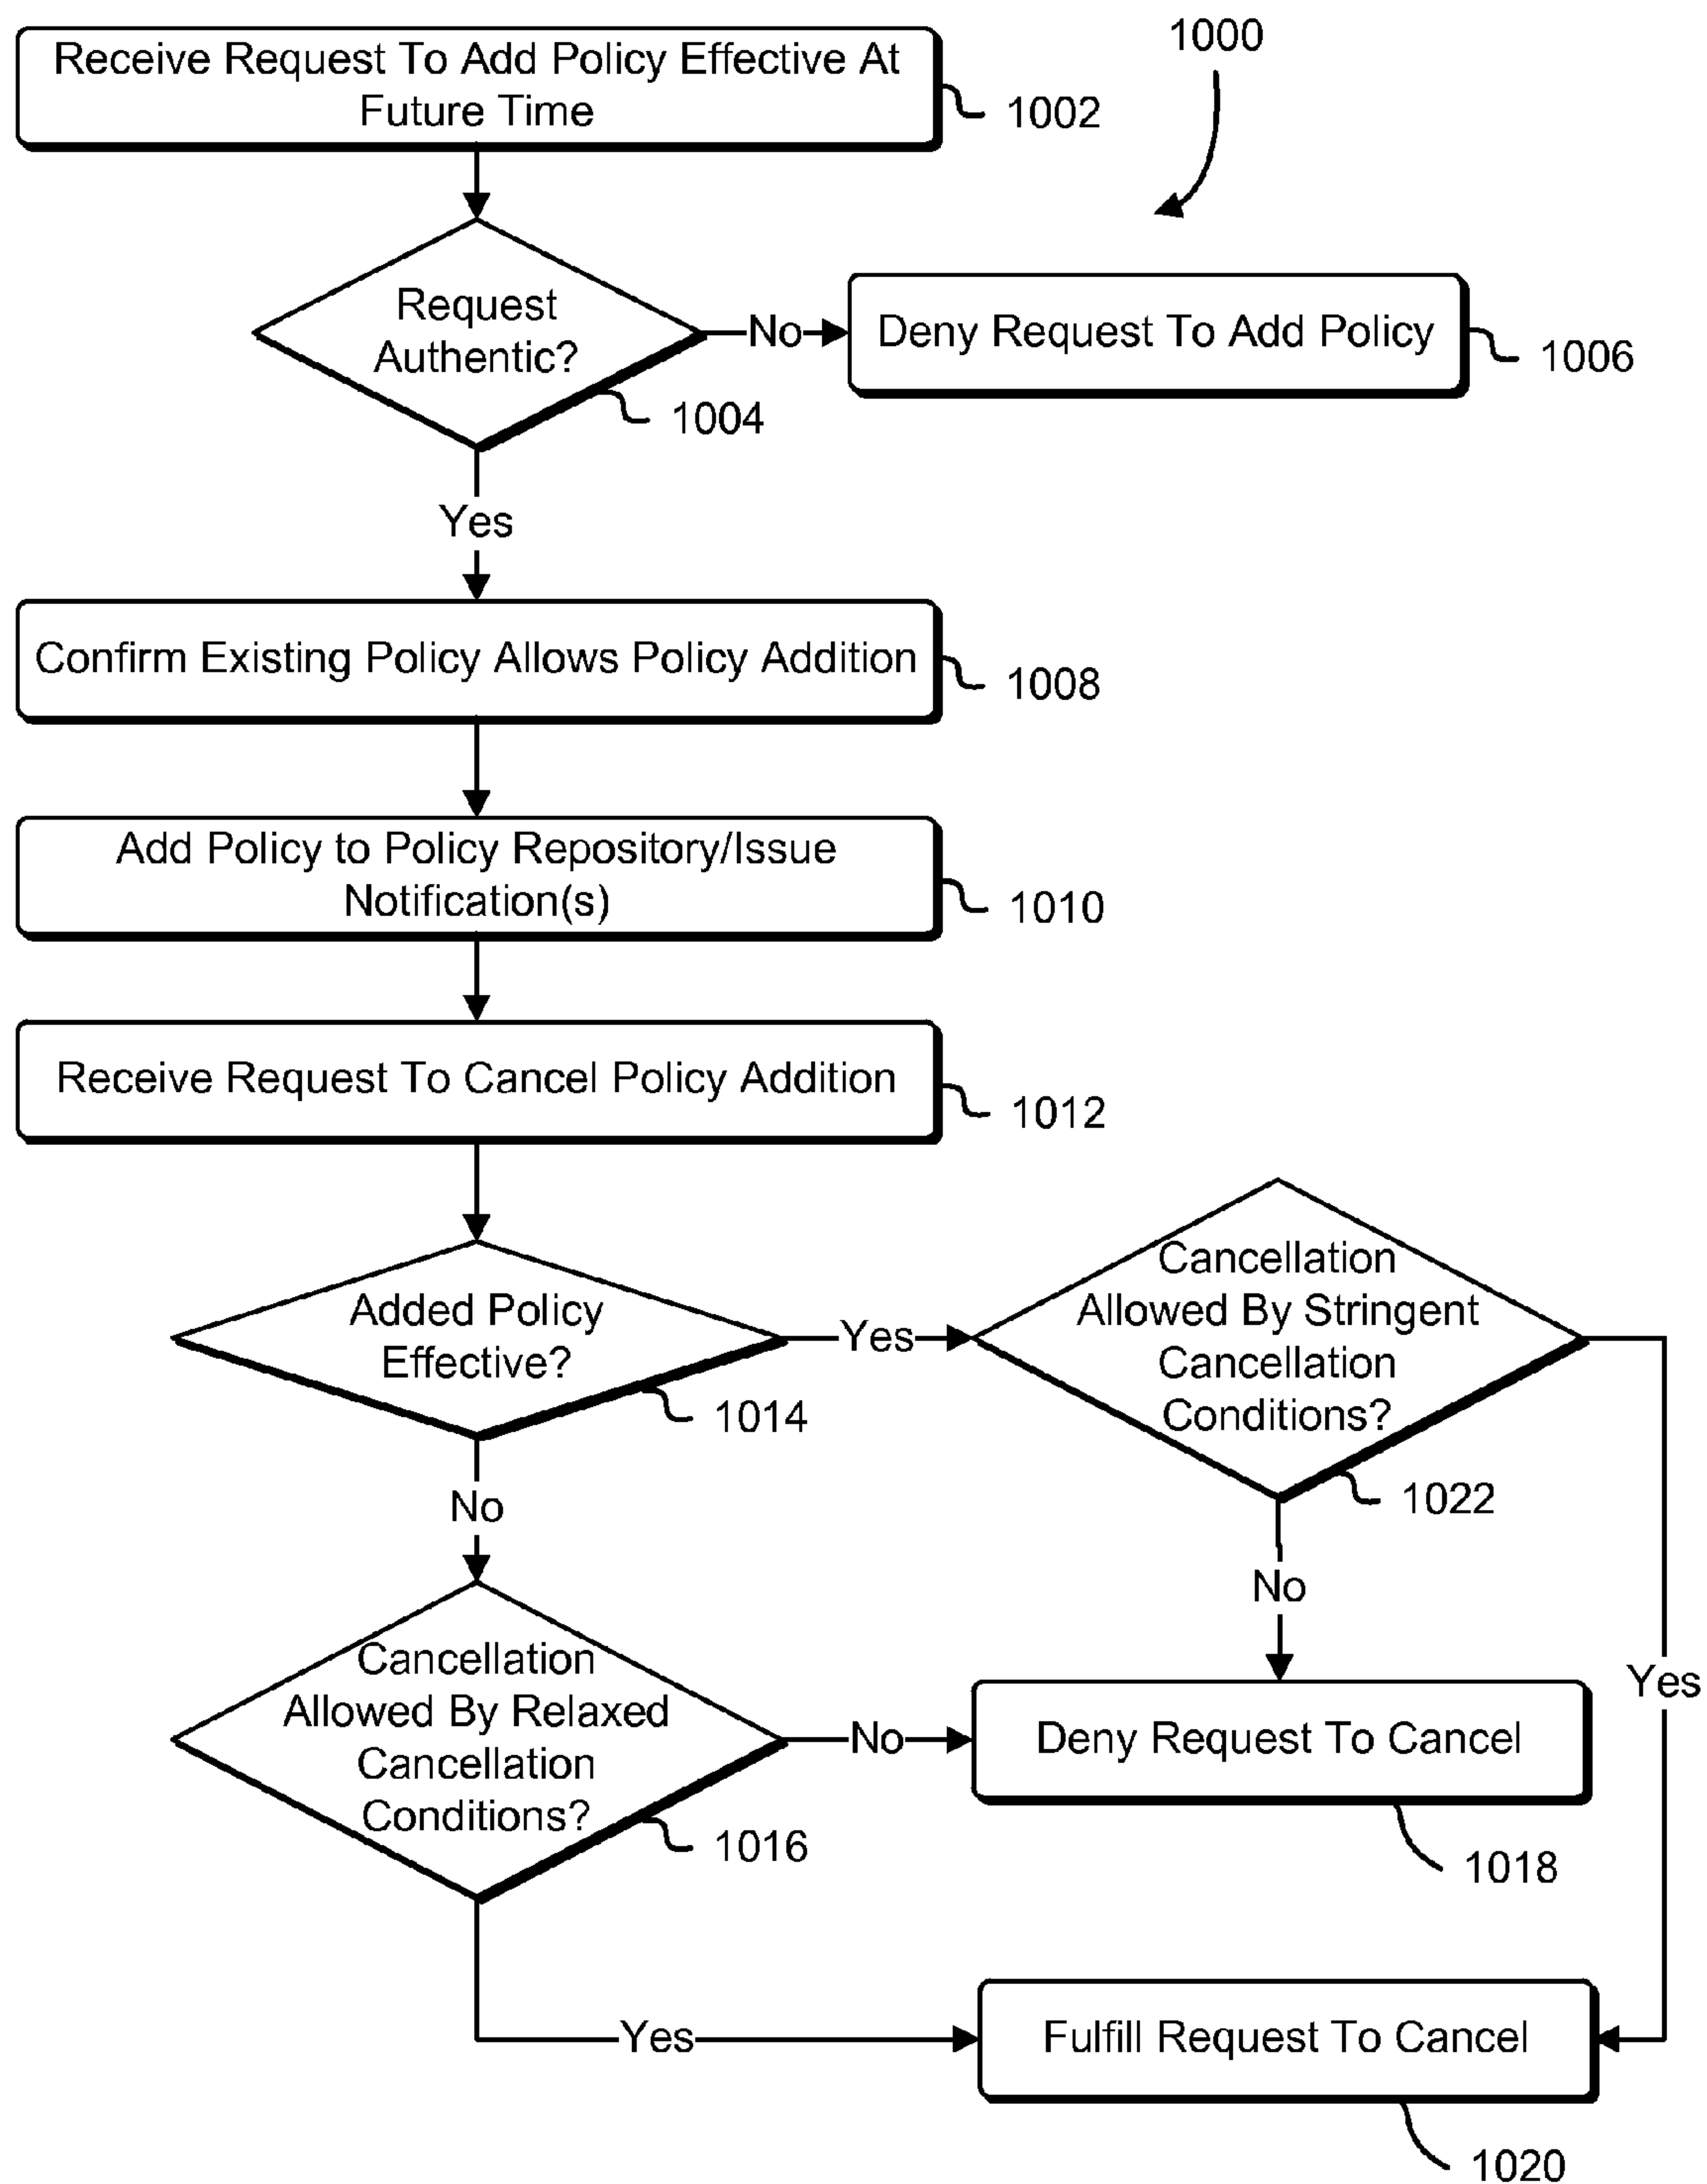 1000
Receive Request To Add Policy Effective At
Future Time
1002
Request
Authentic?
1004
No
Deny Request To Add Policy
1006
Yes
Confirm Existing Policy Allows Policy Addition
1008
Add Policy to Policy Repository/Issue
Notification(s)
1010
Receive Request To Cancel Policy Addition
1012
Added Policy
Effective?
1014
Yes
Cancellation
Allowed By Stringent
Cancellation
Conditions?
1022
No
No
Yes
Cancellation
Allowed By Relaxed
Cancellation
Conditions?
1016
No
Deny Request To Cancel
1018
Yes
Fulfill Request To Cancel
1020